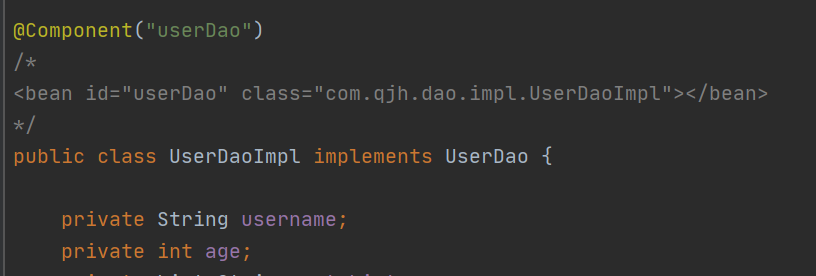 @Component("userDao")
/*
<bean id="userDao" class="com.qjh.dao.impl.UserDaoImpl"></bean>
*/
public class UserDaoImpl implements UserDao {
private String username;
private int age;